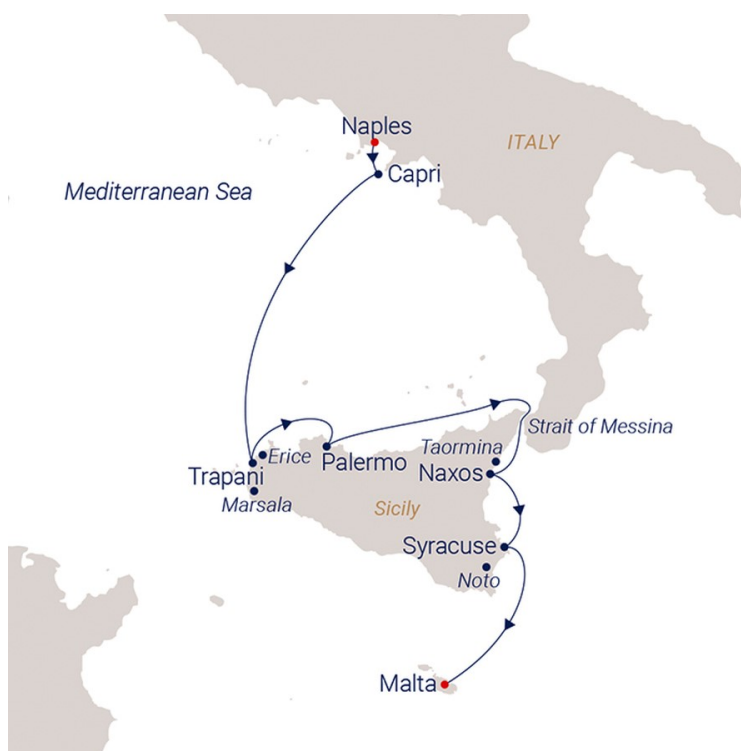 Naples
ITALY
Capri
Mediterranean Sea
Strait of Messina
Taormina
Erice
Palermo
Trapani
Naxos
Marsala
Sicily
Syracuse
Noto
Malta